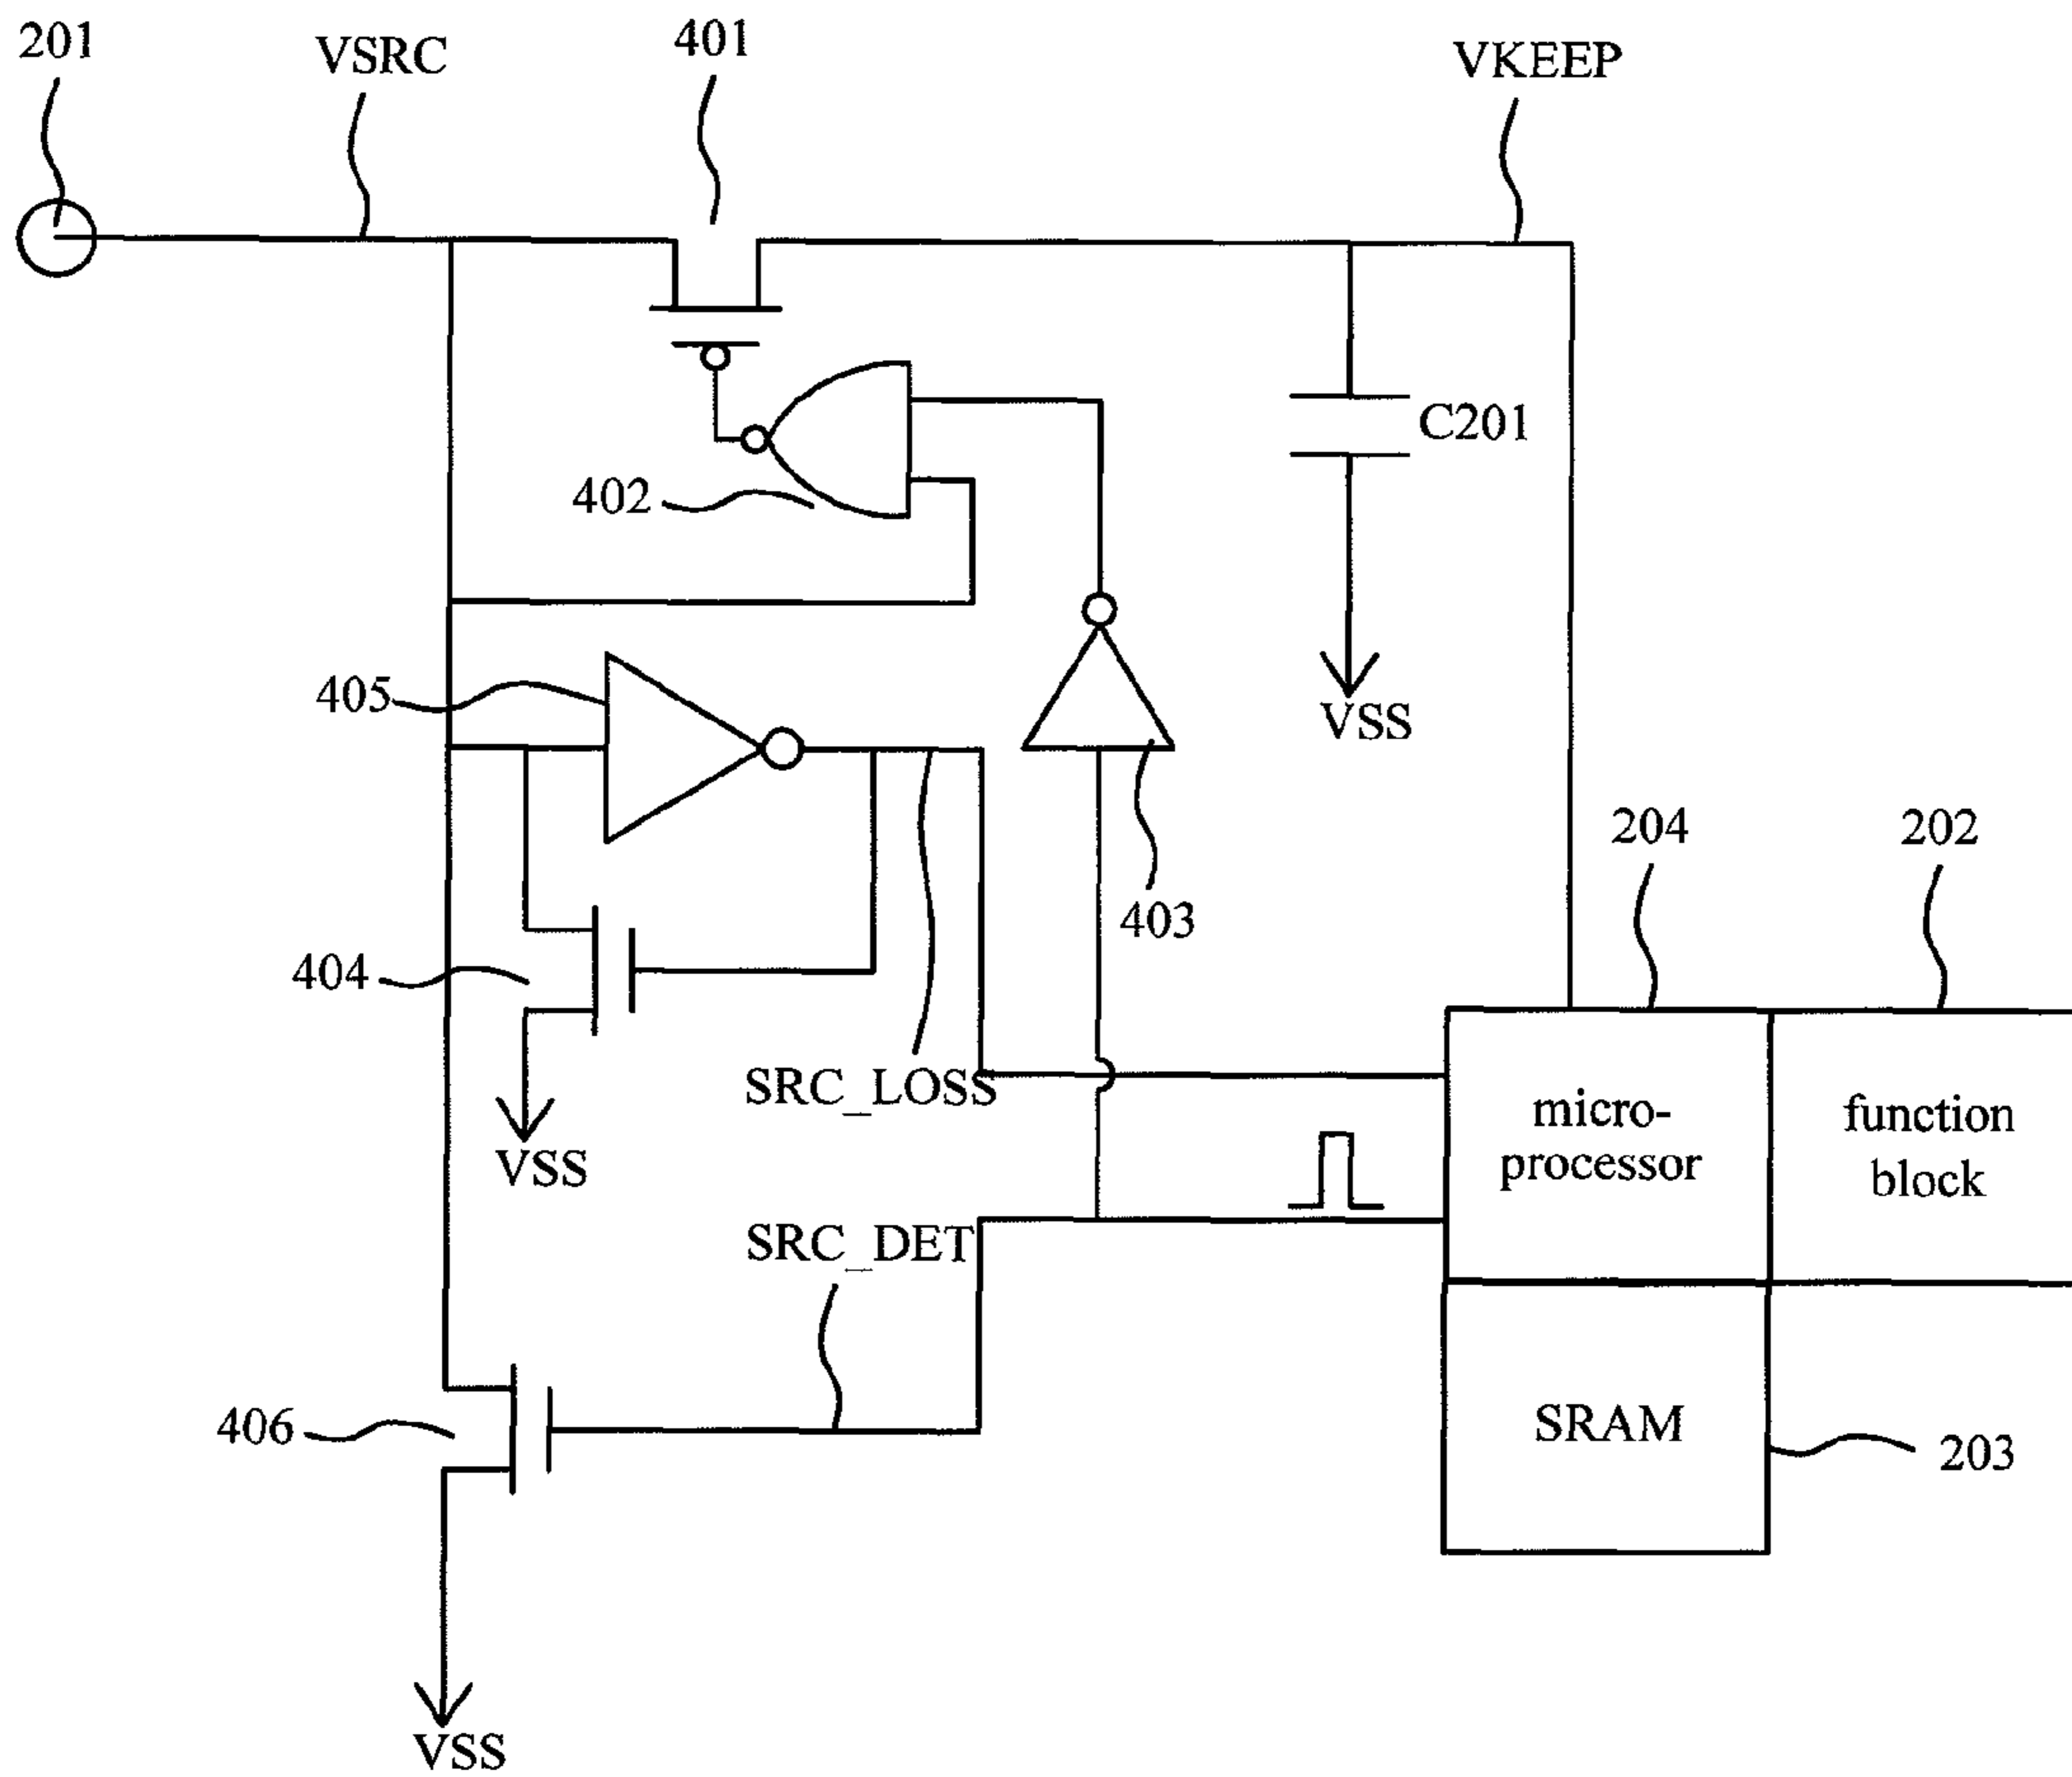 201
VSRC
401
VKEEP
402
C201
405
VSS
403
204
202
404
SRC_LOSS
VSS
micro-
processor
function
block
SRC_DET
406
SRAM
203
VSS